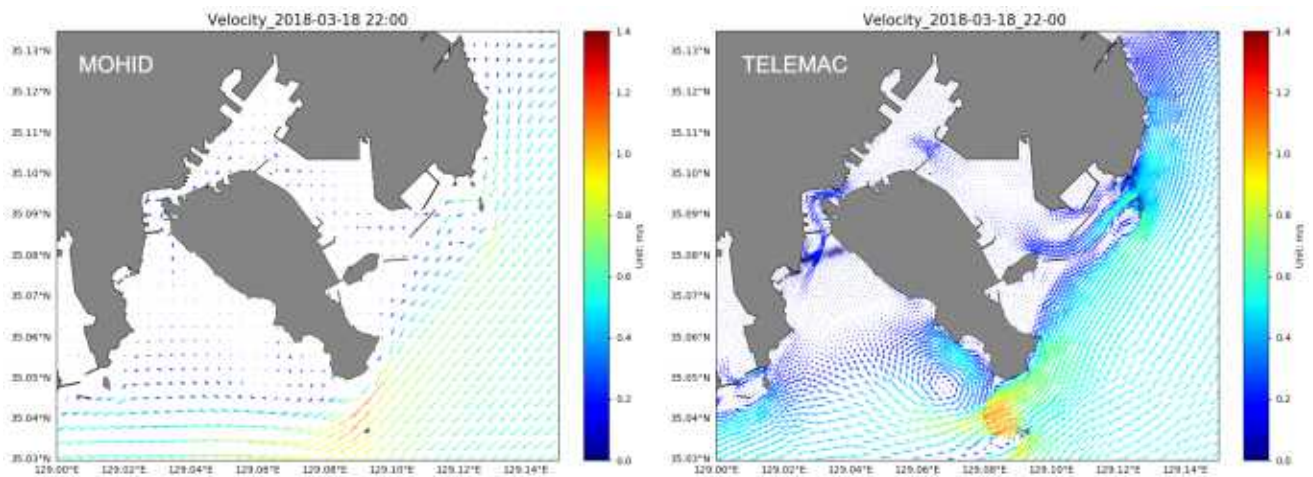 Velocity_2018-03-18 22:00
MOHID
35.13°N
35.12°N
35.11°N
35.10°N
35.09°N
35.08°N
35.07°N
35.06°N
35.05°N
35.04°N
35.03°N
129.00°E 129.02°E 129.04°E 129.06°E 129.08°E 129.10°E 129.12°E 129.14°E
1.4
1.2
1.0
0.8
0.6
0.4
0.2
0.0
Unit: m/s
Velocity_2018-03-18_22-00
TELEMAC
35.13°N
35.12°N
35.11°N
35.10°N
35.09°N
35.08°N
35.07°N
35.06°N
35.05°N
35.04°N
35.03°N
129.00°E 129.02°E 129.04°E 129.06°E 129.08°E 129.10°E 129.12°E 129.14°E
1.4
1.2
1.0
0.8
0.6
0.4
0.2
0.0
Unit: m/s